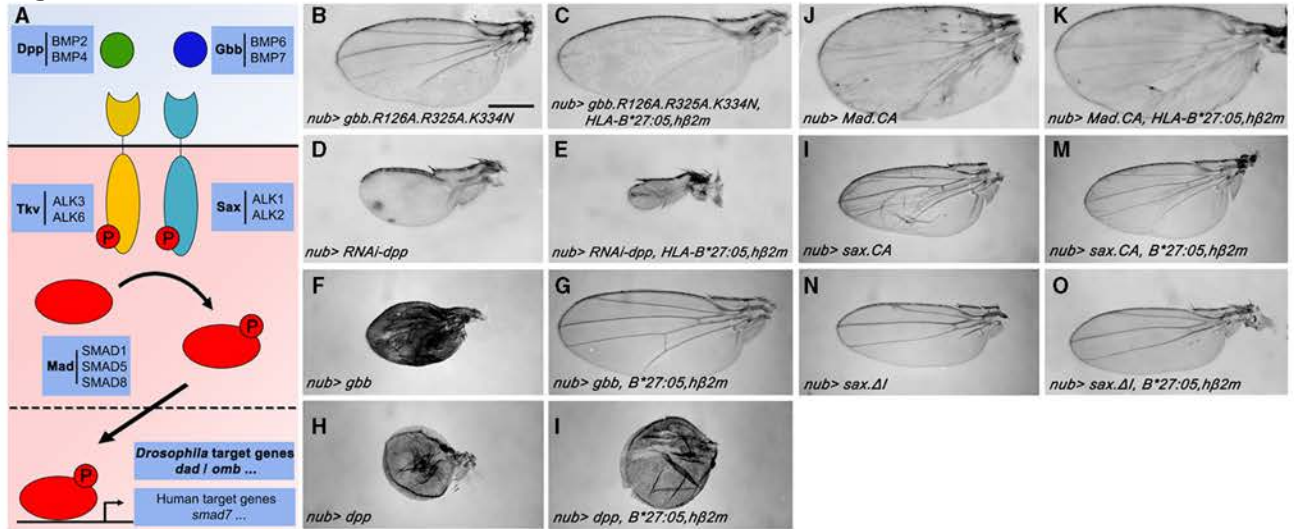 A
Dpp
BMP2
BMP4
Gbb
BMP6
BMP7
Tkv
ALK3
ALK6
Sax
ALK1
ALK2
P
P
P
Mad
SMAD1
SMAD5
SMAD8
P
Drosophila target genes
dad / omb ...
Human target genes
smad7 ...
B
nub> gbb.R126A.R325A.K334N
C
nub> gbb.R126A.R325A.K334N,
HLA-B*27:05,hβ2m
D
nub> RNAi-dpp
E
nub> RNAi-dpp, HLA-B*27:05,hβ2m
F
nub> gbb
G
nub> gbb, B*27:05,hβ2m
H
nub> dpp
I
nub> dpp, B*27:05,hβ2m
J
nub> Mad.CA
K
nub> Mad.CA, HLA-B*27:05,hβ2m
I
nub> sax.CA
M
nub> sax.CA, B*27:05,hβ2m
N
nub> sax.ΔI
O
nub> sax.ΔI, B*27:05,hβ2m